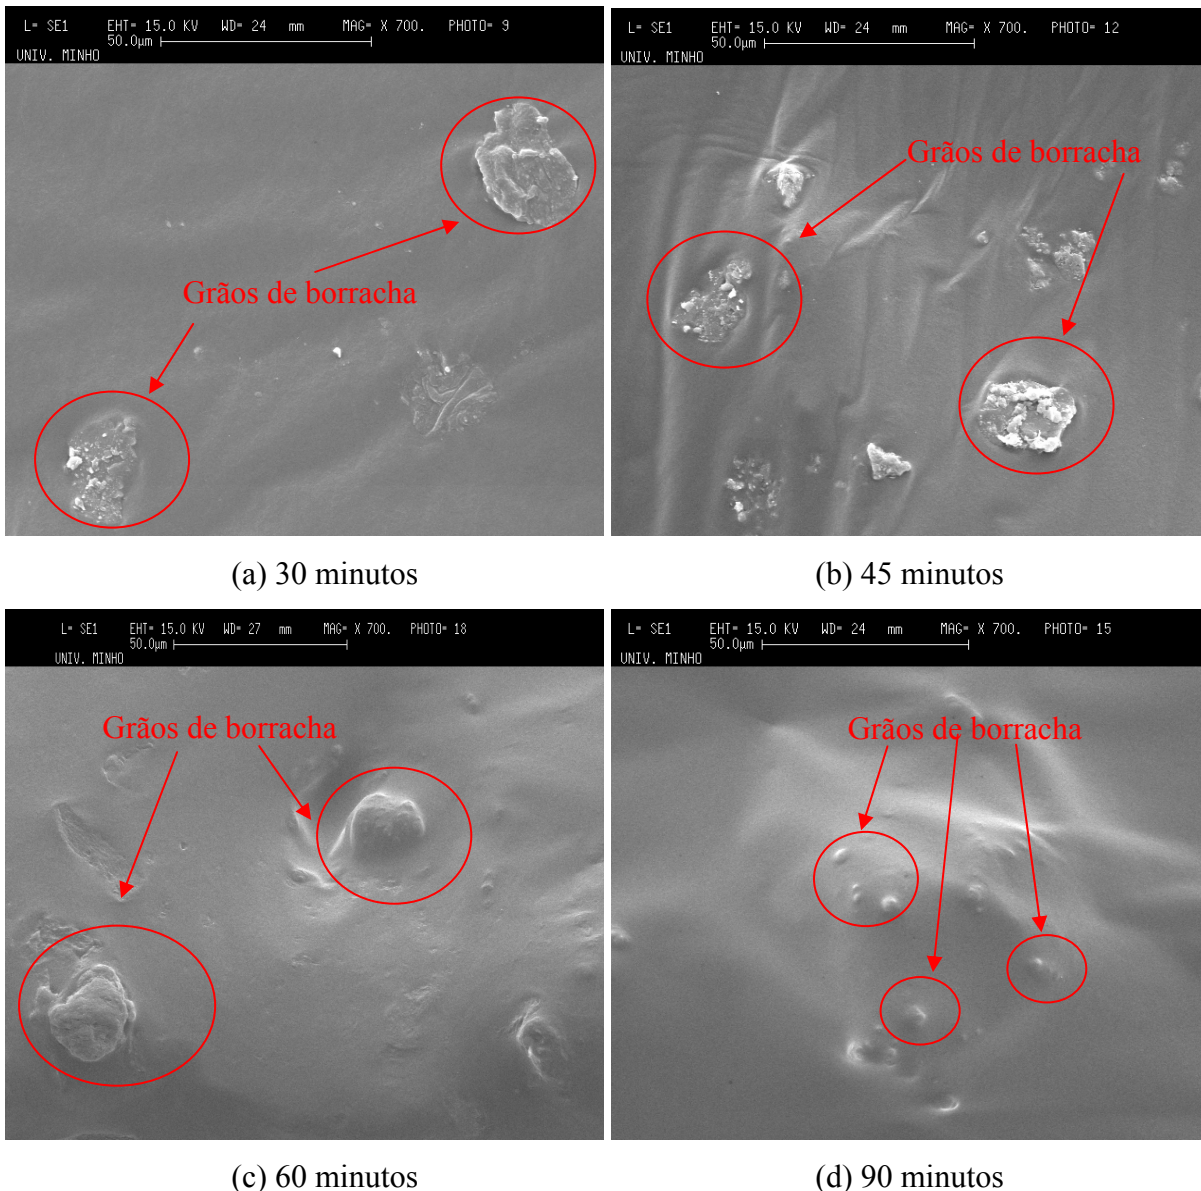 L= SE1 EHT= 15.0 KV WD= 24 mm MAG= X 700. PHOTO= 9
50.0µm
UNIV. MINHO
Grãos de borracha
(a) 30 minutos
L= SE1 EHT= 15.0 KV WD= 24 mm MAG= X 700. PHOTO= 12
50.0µm
UNIV. MINHO
Grãos de borracha
(b) 45 minutos
L= SE1 EHT= 15.0 KV WD= 27 mm MAG= X 700. PHOTO= 18
50.0µm
UNIV. MINHO
Grãos de borracha
(c) 60 minutos
L= SE1 EHT= 15.0 KV WD= 24 mm MAG= X 700. PHOTO= 15
50.0µm
UNIV. MINHO
Grãos de borracha
(d) 90 minutos